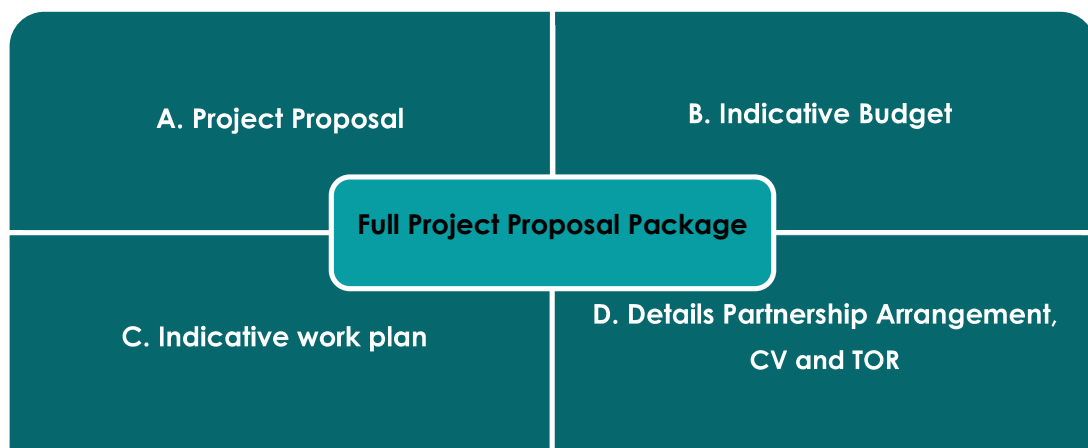 A. Project Proposal
B. Indicative Budget
Full Project Proposal Package
C. Indicative work plan
D. Details Partnership Arrangement,
CV and TOR